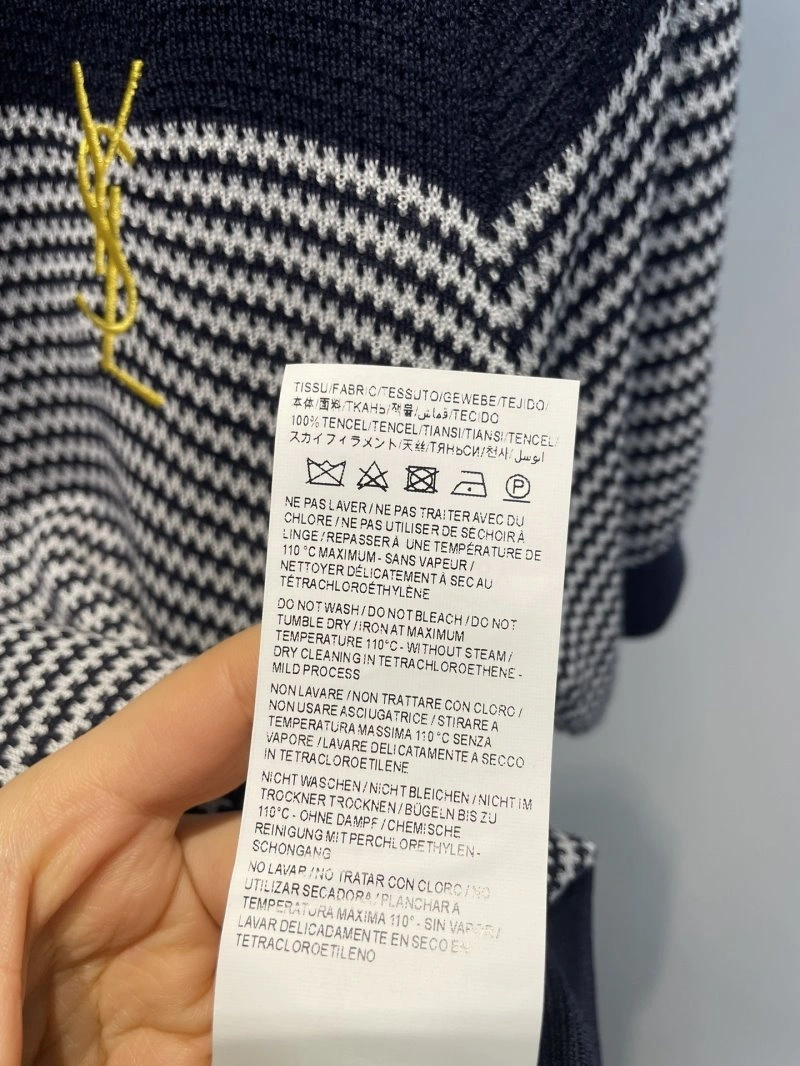 YSL
TISSU/FABRIC/TESSUTO/GEWEBE/TEJIDO/
本体/面料/ТКАНЬ/직물/قماش/TECIDO
100% TENCEL/TENCEL/TIANSI/TIANSI/TENCEL/
スカイフィラメント/天丝/ТЯНЬСИ/천사/
P
NE PAS LAVER / NE PAS TRAITER AVEC DU
CHLORE / NE PAS UTILISER DE SÉCHOIR À
LINGE / REPASSER À UNE TEMPÉRATURE DE
110 °C MAXIMUM - SANS VAPEUR /
NETTOYER DÉLICATEMENT À SEC AU
TÉTRACHLOROÉTHYLÈNE
DO NOT WASH / DO NOT BLEACH / DO NOT
TUMBLE DRY / IRON AT MAXIMUM
TEMPERATURE 110°C - WITHOUT STEAM /
DRY CLEANING IN TETRACHLOROETHENE -
MILD PROCESS
NON LAVARE / NON TRATTARE CON CLORO /
NON USARE ASCIUGATRICE / STIRARE A
TEMPERATURA MASSIMA 110 °C SENZA
VAPORE / LAVARE DELICATAMENTE A SECCO
IN TETRACLOROETILENE
NICHT WASCHEN / NICHT BLEICHEN / NICHT IM
TROCKNER TROCKNEN / BÜGELN BIS ZU
110°C - OHNE DAMPF / CHEMISCHE
REINIGUNG MIT PERCHLORETHYLEN -
SCHONGANG
NO LAVAR / NO TRATAR CON CLORO / NO
UTILIZAR SECADORA / PLANCHAR A
TEMPERATURA MÁXIMA 110° - SIN VAPOR /
LAVAR DELICADAMENTE EN SECO EN
TETRACLOROETILENO